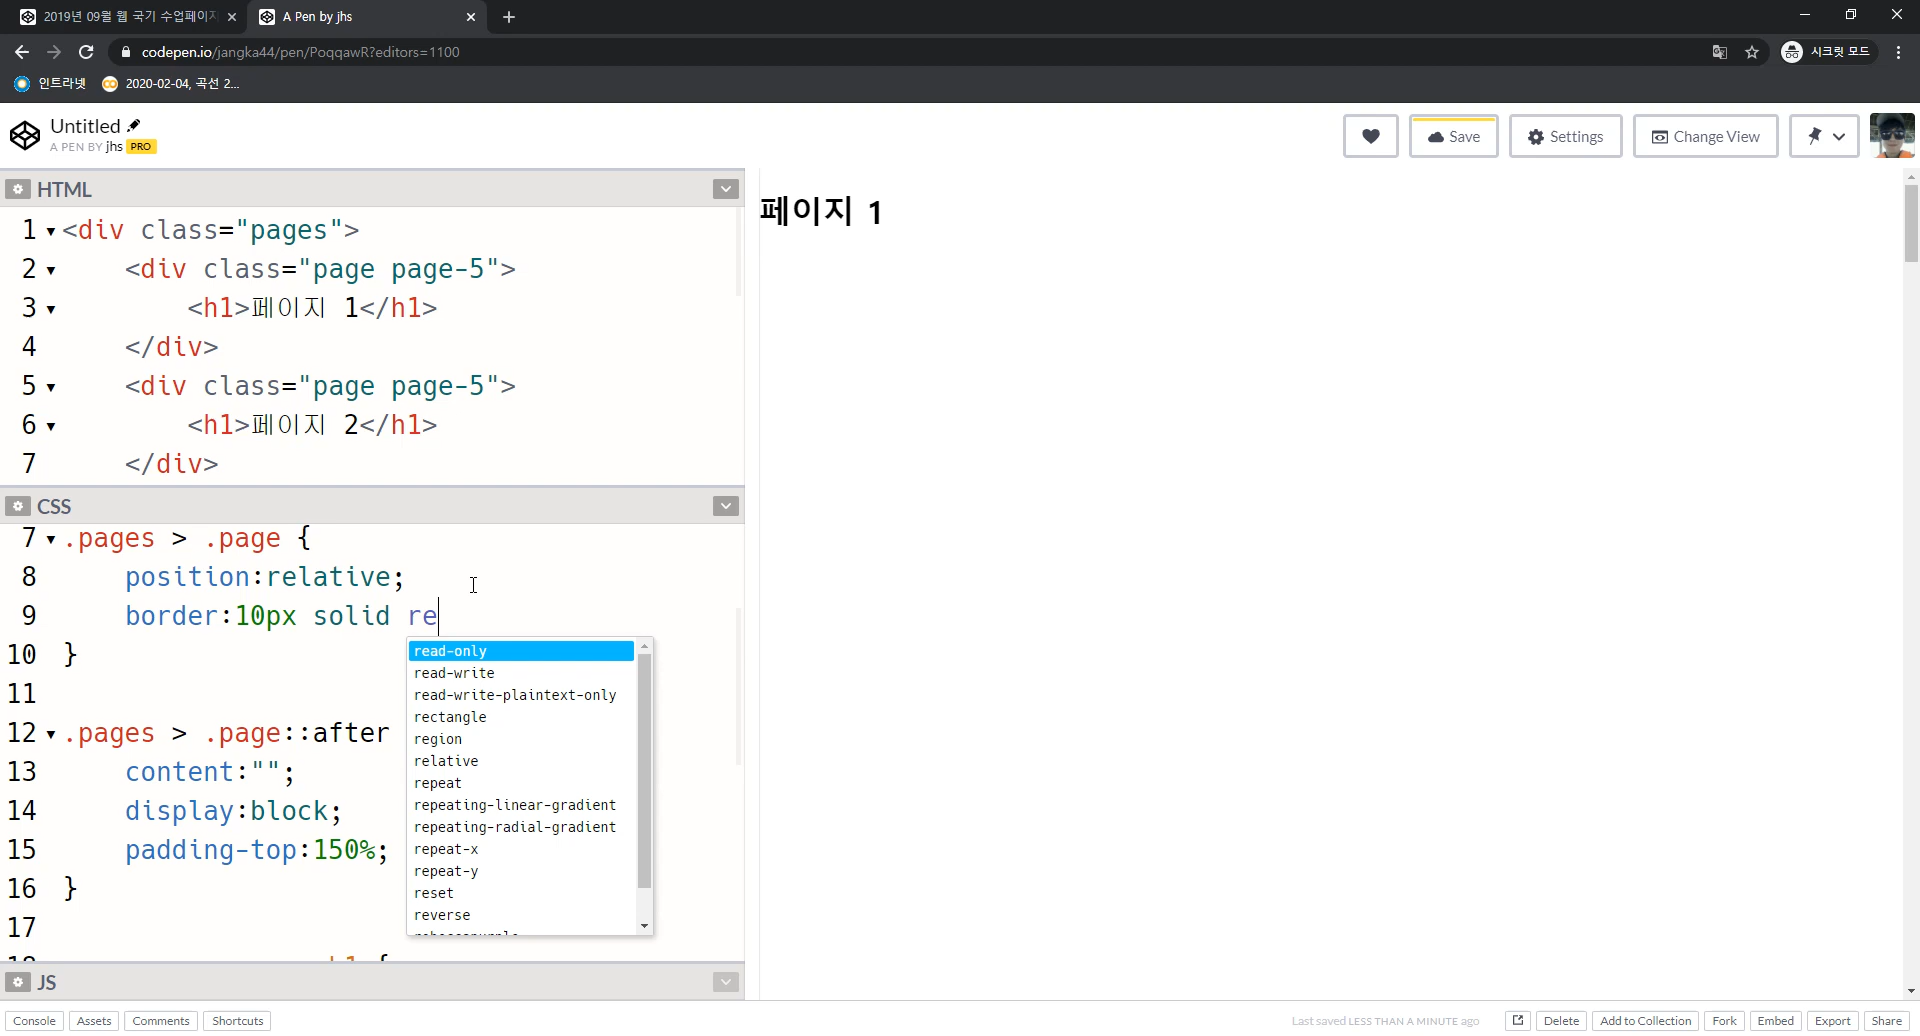 2019년 09월 웹 국기 수업페이지
A Pen by jhs
codepen.io/jangka44/pen/PoqqawR?editors=1100
시크릿 모드
인트라넷
2020-02-04, 곡선 2...
Untitled
A PEN BY jhs PRO
Save
Settings
Change View
HTML
1 <div class="pages">
2 <div class="page page-5">
3 <h1>페이지 1</h1>
4 </div>
5 <div class="page page-5">
6 <h1>페이지 2</h1>
7 </div>
CSS
7 .pages > .page {
8 position:relative;
9 border:10px solid re
10 }
11
12 .pages > .page::after
13 content:"";
14 display:block;
15 padding-top:150%;
16 }
17
read-only
read-write
read-write-plaintext-only
rectangle
region
relative
repeat
repeating-linear-gradient
repeating-radial-gradient
repeat-x
repeat-y
reset
reverse
JS
페이지 1
Console
Assets
Comments
Shortcuts
Last saved LESS THAN A MINUTE ago
Delete
Add to Collection
Fork
Embed
Export
Share